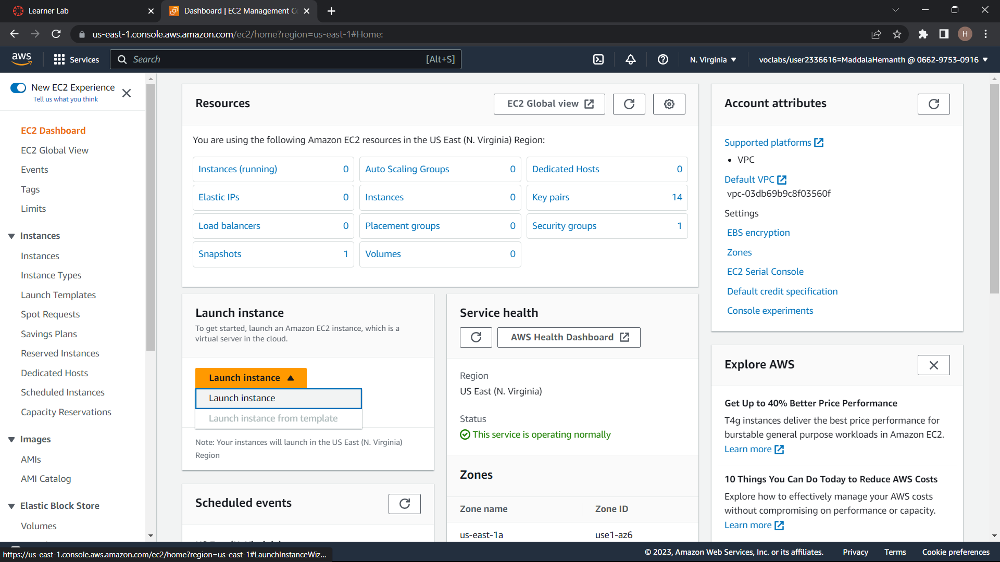 Learner Lab
Dashboard | EC2 Management C
us-east-1.console.aws.amazon.com/ec2/home?region=us-east-1#Home:
H
aws
Services
Search
[Alt+S]
N. Virginia
voclabs/user2336616=MaddalaHemanth @ 0662-9753-0916
New EC2 Experience
Tell us what you think
EC2 Dashboard
EC2 Global View
Events
Tags
Limits
Instances
Instances
Instance Types
Launch Templates
Spot Requests
Savings Plans
Reserved Instances
Dedicated Hosts
Scheduled Instances
Capacity Reservations
Images
AMIs
AMI Catalog
Elastic Block Store
Volumes
Resources
EC2 Global view
You are using the following Amazon EC2 resources in the US East (N. Virginia) Region:
Instances (running) 0
Auto Scaling Groups 0
Dedicated Hosts 0
Elastic IPs 0
Instances 0
Key pairs 14
Load balancers 0
Placement groups 0
Security groups 1
Snapshots 1
Volumes 0
Launch instance
To get started, launch an Amazon EC2 instance, which is a
virtual server in the cloud.
Launch instance
Launch instance
Launch instance from template
Note: Your instances will launch in the US East (N. Virginia)
Region
Scheduled events
Service health
AWS Health Dashboard
Region
US East (N. Virginia)
Status
This service is operating normally
Zones
Zone name Zone ID
us-east-1a use1-az6
Account attributes
Supported platforms
• VPC
Default VPC
vpc-03db69b9c8f03560f
Settings
EBS encryption
Zones
EC2 Serial Console
Default credit specification
Console experiments
Explore AWS
Get Up to 40% Better Price Performance
T4g instances deliver the best price performance for
burstable general purpose workloads in Amazon EC2.
Learn more
10 Things You Can Do Today to Reduce AWS Costs
Explore how to effectively manage your AWS costs
without compromising on performance or capacity.
Learn more
https://us-east-1.console.aws.amazon.com/ec2/home?region=us-east-1#LaunchInstanceWiz...
© 2023, Amazon Web Services, Inc. or its affiliates.
Privacy
Terms
Cookie preferences